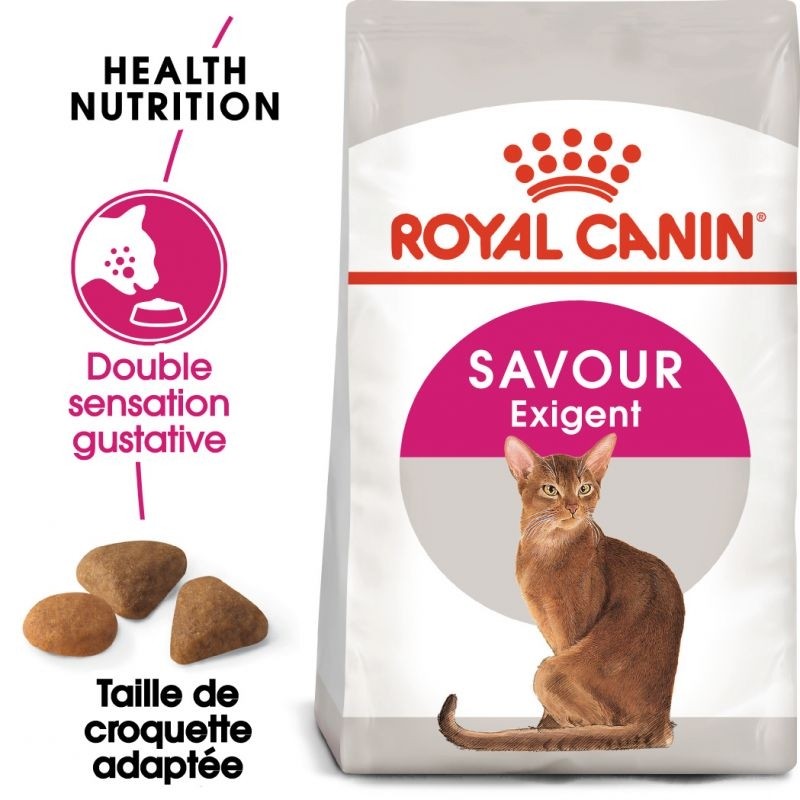 HEALTH
NUTRITION
Double
sensation
gustative
Taille de
croquette
adaptée
ROYAL CANIN®
SAVOUR
Exigent